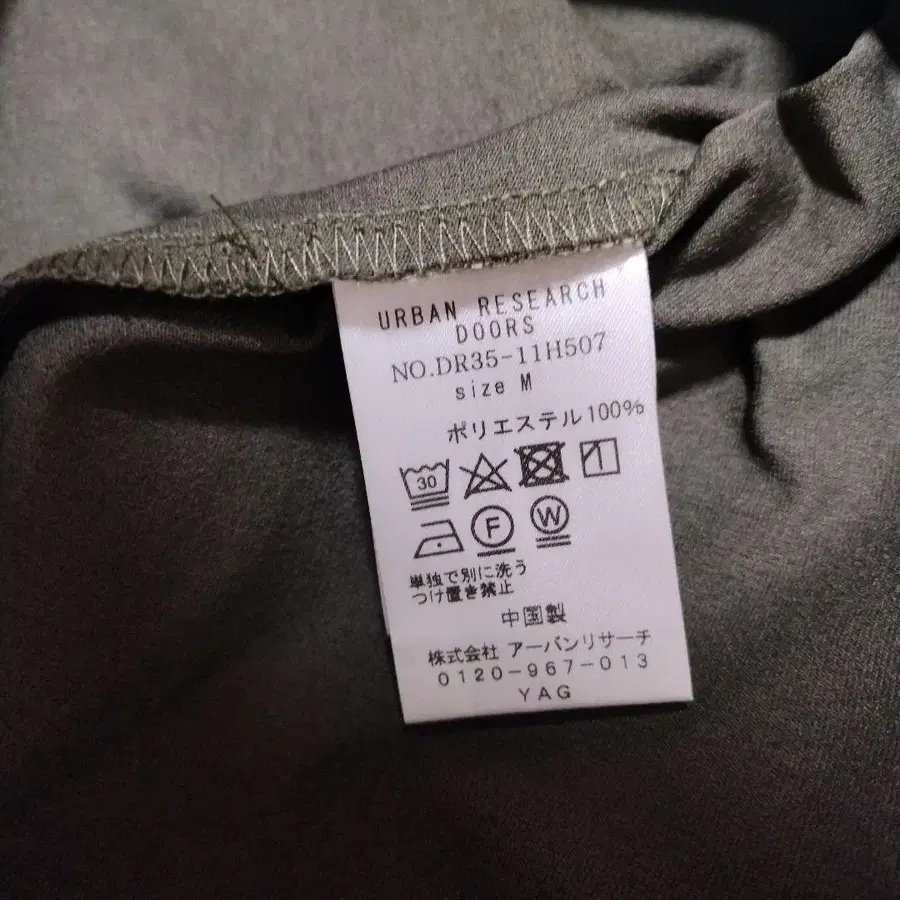 URBAN RESEARCH
DOORS
NO.DR35-11H507
size M
ポリエステル100%
30
F W
単独で別に洗う
つけ置き禁止
中国製
株式会社 アーバンリサーチ
0120-967-013
YAG